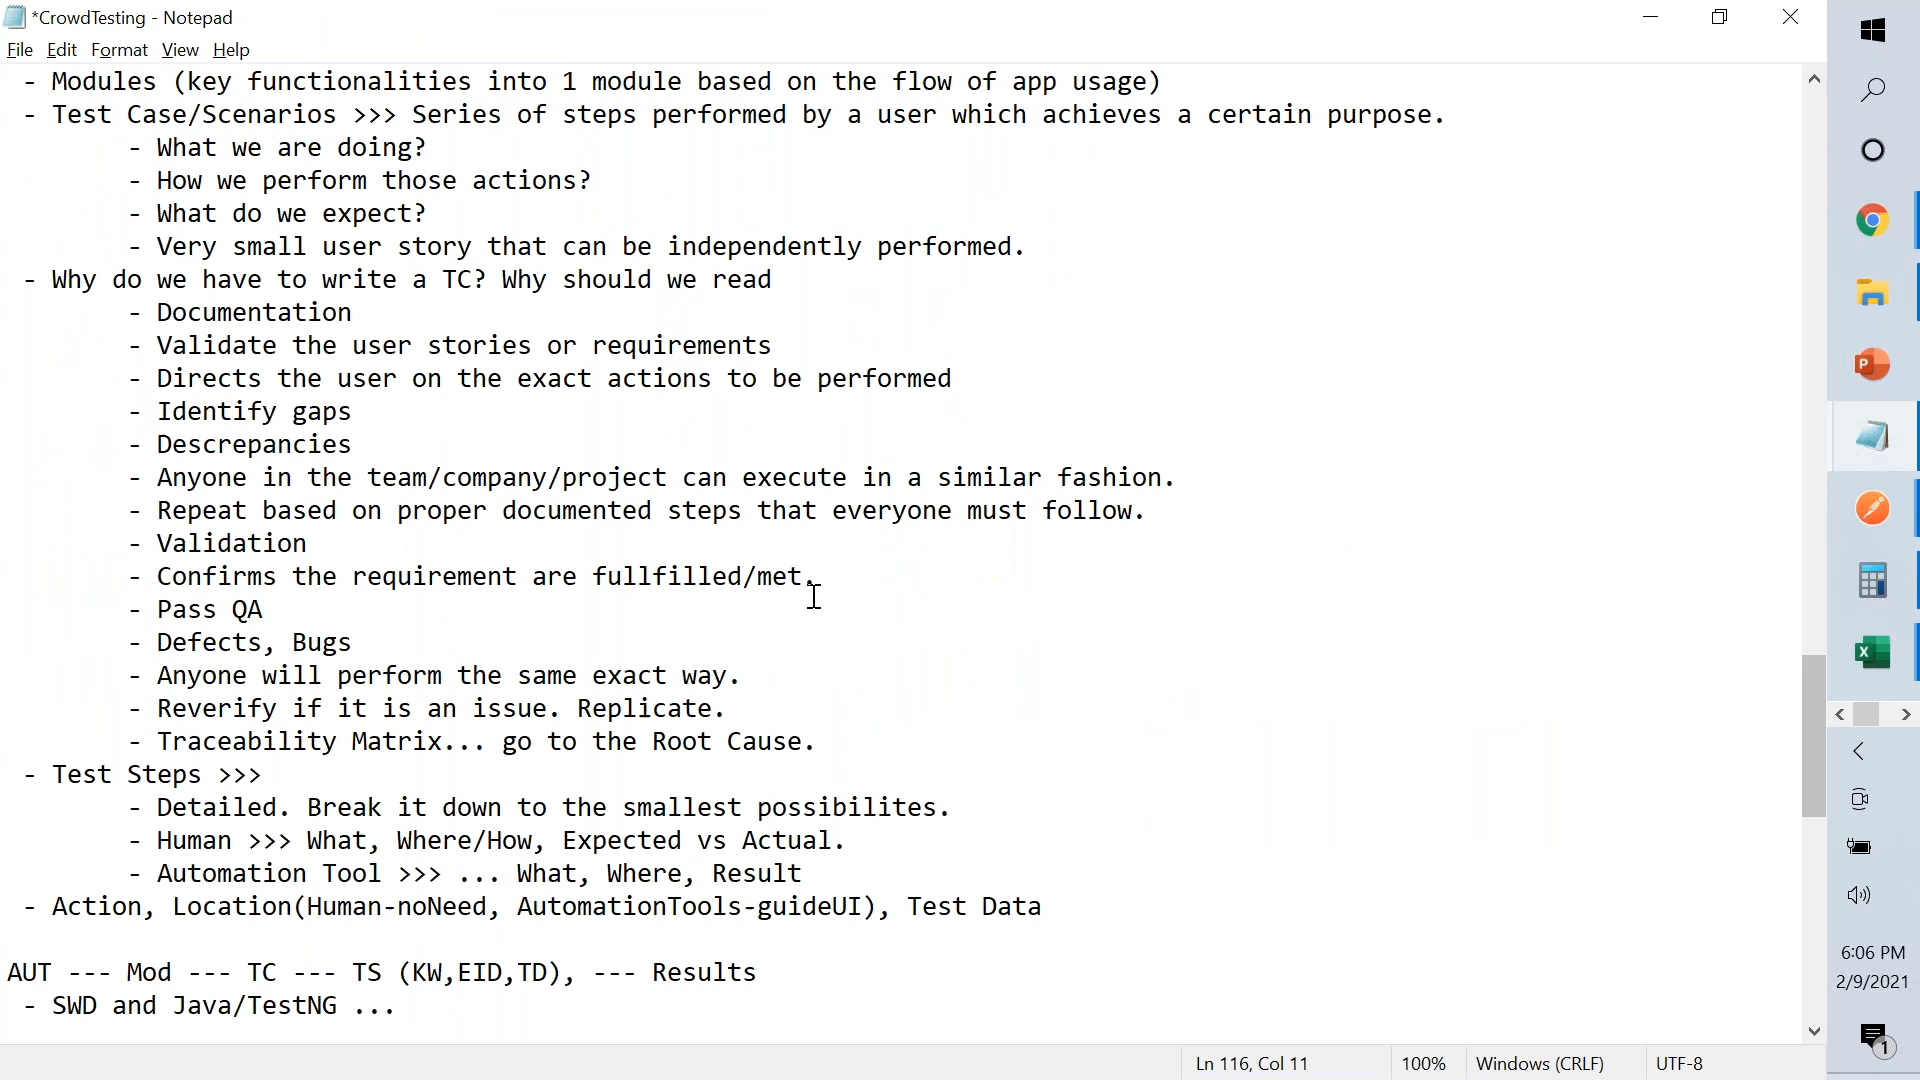 *CrowdTesting - Notepad
File Edit Format View Help
- Modules (key functionalities into 1 module based on the flow of app usage)
- Test Case/Scenarios >>> Series of steps performed by a user which achieves a certain purpose.
- What we are doing?
- How we perform those actions?
- What do we expect?
- Very small user story that can be independently performed.
- Why do we have to write a TC? Why should we read
- Documentation
- Validate the user stories or requirements
- Directs the user on the exact actions to be performed
- Identify gaps
- Descrepancies
- Anyone in the team/company/project can execute in a similar fashion.
- Repeat based on proper documented steps that everyone must follow.
- Validation
- Confirms the requirement are fullfilled/met.
- Pass QA
- Defects, Bugs
- Anyone will perform the same exact way.
- Reverify if it is an issue. Replicate.
- Traceability Matrix... go to the Root Cause.
- Test Steps >>>
- Detailed. Break it down to the smallest possibilites.
- Human >>> What, Where/How, Expected vs Actual.
- Automation Tool >>> ... What, Where, Result
- Action, Location(Human-noNeed, AutomationTools-guideUI), Test Data
AUT --- Mod --- TC --- TS (KW,EID,TD), --- Results
- SWD and Java/TestNG ...
Ln 116, Col 11 100% Windows (CRLF) UTF-8
6:06 PM
2/9/2021
1